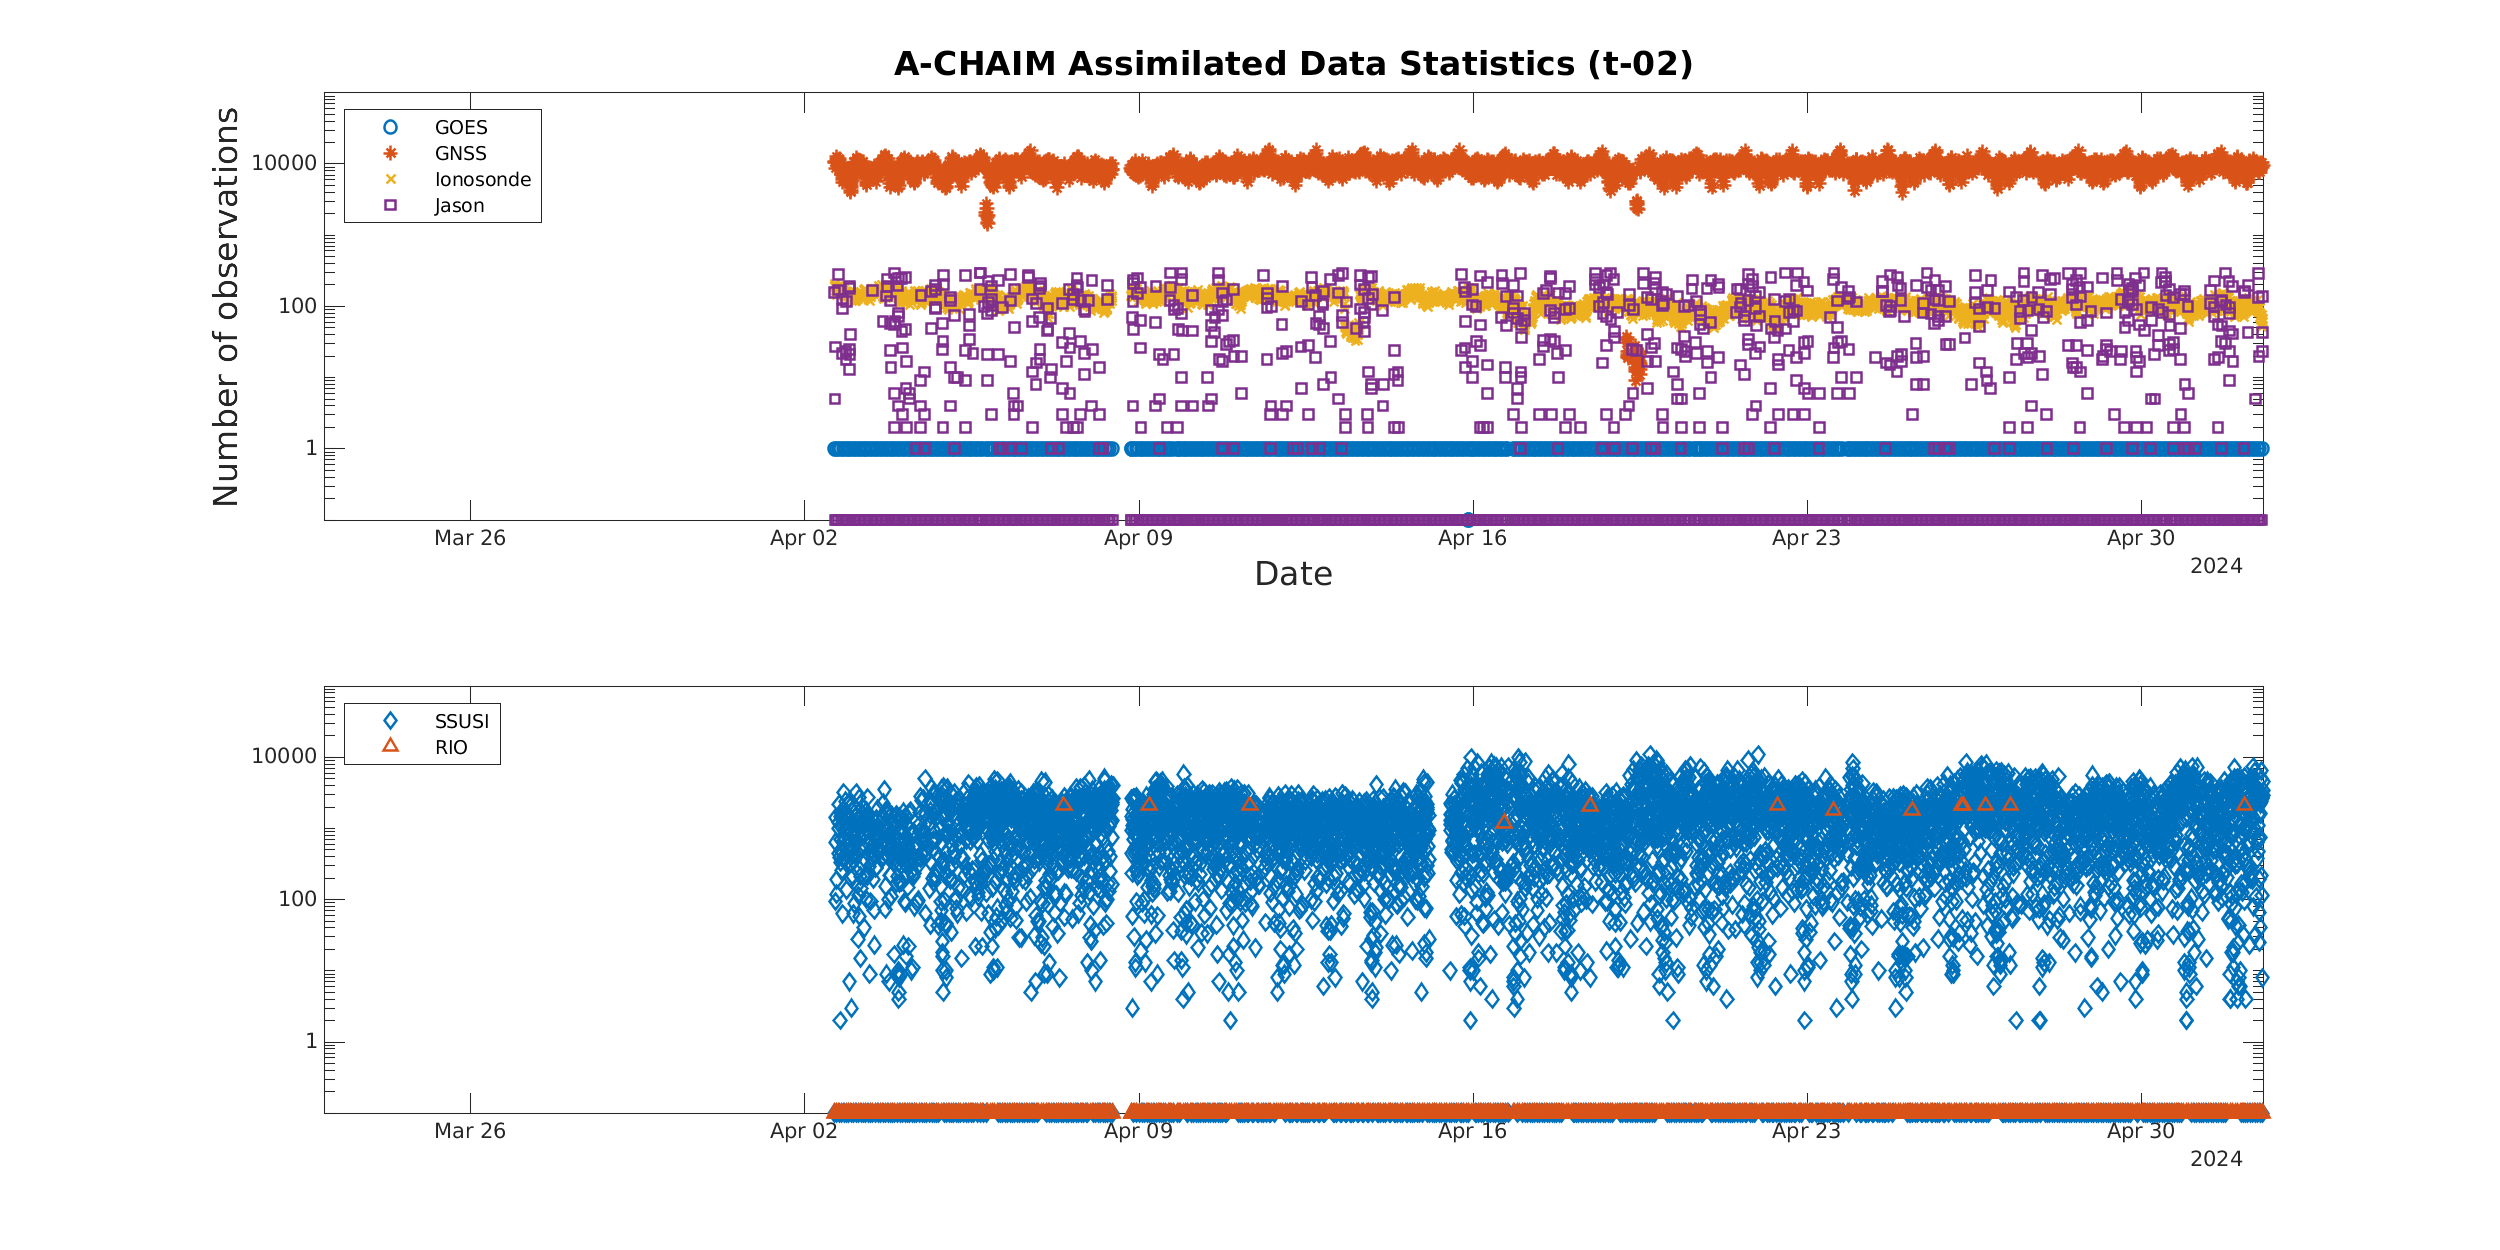 A-CHAIM Assimilated Data Statistics (t-02)
Number of observations
10000
100
1
GOES
GNSS
Ionosonde
Jason
Mar 26
Apr 02
Apr 09
Apr 16
Apr 23
Apr 30
2024
Date
10000
100
1
SSUSI
RIO
Mar 26
Apr 02
Apr 09
Apr 16
Apr 23
Apr 30
2024